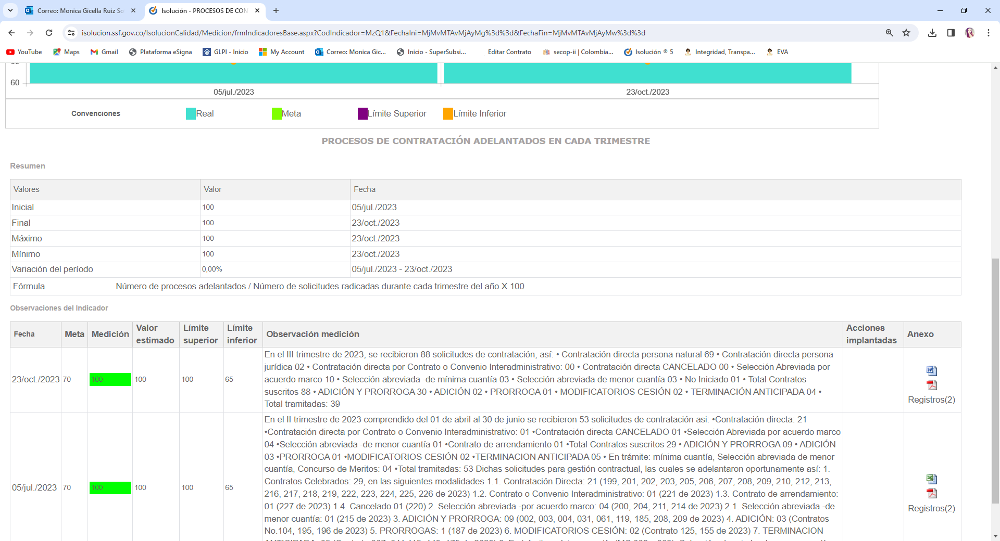 Correo: Monica Gicella Ruiz So
Isolución - PROCESOS DE CON
isolucion.ssf.gov.co/IsolucionCalidad/Medicion/frmIndicadoresBase.aspx?CodIndicador=MzQ1&FechaIni=MjMvMTAvMjAyMg%3d%3d&FechaFin=MjMvMTAvMjAyMw%3d%3d
YouTube Maps Gmail Plataforma eSigna GLPI - Inicio My Account Correo: Monica Gic... Inicio - SuperSubsi... Editar Contrato secop-ii | Colombia... Isolución ® 5 Integridad, Transpa... EVA
60
05/jul./2023 23/oct./2023
Convenciones Real Meta Límite Superior Límite Inferior
PROCESOS DE CONTRATACIÓN ADELANTADOS EN CADA TRIMESTRE
Resumen
Valores Valor Fecha
Inicial 100 05/jul./2023
Final 100 23/oct./2023
Máximo 100 23/oct./2023
Mínimo 100 23/oct./2023
Variación del período 0,00% 05/jul./2023 - 23/oct./2023
Fórmula Número de procesos adelantados / Número de solicitudes radicadas durante cada trimestre del año X 100
Observaciones del Indicador
Fecha Meta Medición Valor estimado Límite superior Límite inferior Observación medición Acciones implantadas Anexo
23/oct./2023 70 100 100 100 65
En el III trimestre de 2023, se recibieron 88 solicitudes de contratación, así: • Contratación directa persona natural 69 • Contratación directa persona
jurídica 02 • Contratación directa por Contrato o Convenio Interadministrativo: 00 • Contratación directa CANCELADO 00 • Selección Abreviada por
acuerdo marco 10 • Selección abreviada -de mínima cuantía 03 • Selección abreviada de menor cuantía 03 • No Iniciado 01 • Total Contratos
suscritos 88 • ADICIÓN Y PRORROGA 30 • ADICIÓN 02 • PRORROGA 01 • MODIFICATORIOS CESIÓN 02 • TERMINACIÓN ANTICIPADA 04 •
Total tramitadas: 39
Registros(2)
05/jul./2023 70 100 100 100 65
En el II trimestre de 2023 comprendido del 01 de abril al 30 de junio se recibieron 53 solicitudes de contratación asi: •Contratación directa: 21
•Contratación directa por Contrato o Convenio Interadministrativo: 01 •Contratación directa CANCELADO 01 •Selección Abreviada por acuerdo marco
04 •Selección abreviada -de menor cuantía 01 •Contrato de arrendamiento 01 •Total Contratos suscritos 29 • ADICIÓN Y PRORROGA 09 • ADICIÓN
03 •PRORROGA 01 •MODIFICATORIOS CESIÓN 02 •TERMINACION ANTICIPADA 05 • En trámite: mínima cuantía, Selección abreviada de menor
cuantía, Concurso de Meritos: 04 •Total tramitadas: 53 Dichas solicitudes para gestión contractual, las cuales se adelantaron oportunamente así: 1.
Contratos Celebrados: 29, en las siguientes modalidades 1.1. Contratación Directa: 21 (199, 201, 202, 203, 205, 206, 207, 208, 209, 210, 212, 213,
216, 217, 218, 219, 222, 223, 224, 225, 226 de 2023) 1.2. Contrato o Convenio Interadministrativo: 01 (221 de 2023) 1.3. Contrato de arrendamiento:
01 (227 de 2023) 1.4. Cancelado 01 (220) 2. Selección abreviada -por acuerdo marco: 04 (200, 204, 211, 214 de 2023) 2.1. Selección abreviada -de
menor cuantía: 01 (215 de 2023) 3. ADICIÓN Y PRORROGA: 09 (002, 003, 004, 031, 061, 119, 185, 208, 209 de 2023) 4. ADICIÓN: 03 (Contratos
No.104, 195, 196 de 2023) 5. PRORROGAS: 1 (187 de 2023) 6. MODIFICATORIOS CESIÓN: 02 (Contrato 125, 155 de 2023) 7. TERMINACION
Registros(2)